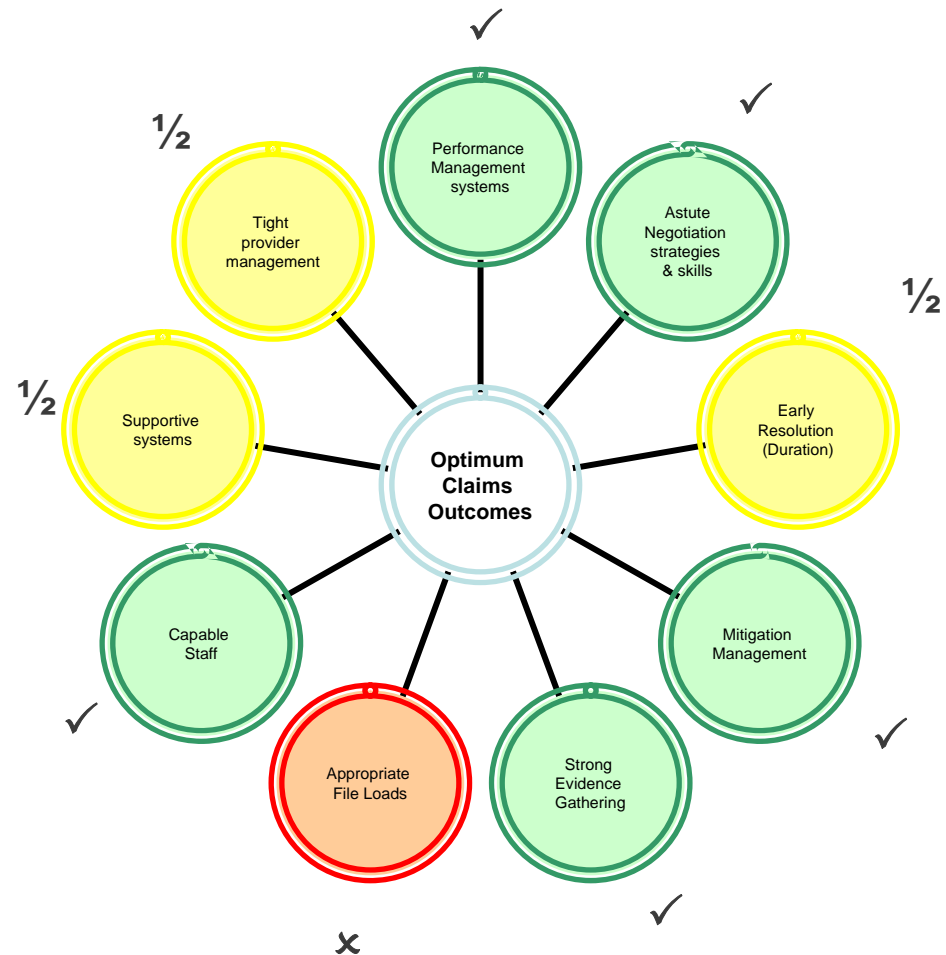 ✓
Performance
Management
systems
✓
Astute
Negotiation
strategies
& skills
½
Early
Resolution
(Duration)
Mitigation
Management
✓
Strong
Evidence
Gathering
✓
Appropriate
File Loads
✗
Capable
Staff
✓
Supportive
systems
½
Tight
provider
management
½
Optimum
Claims
Outcomes